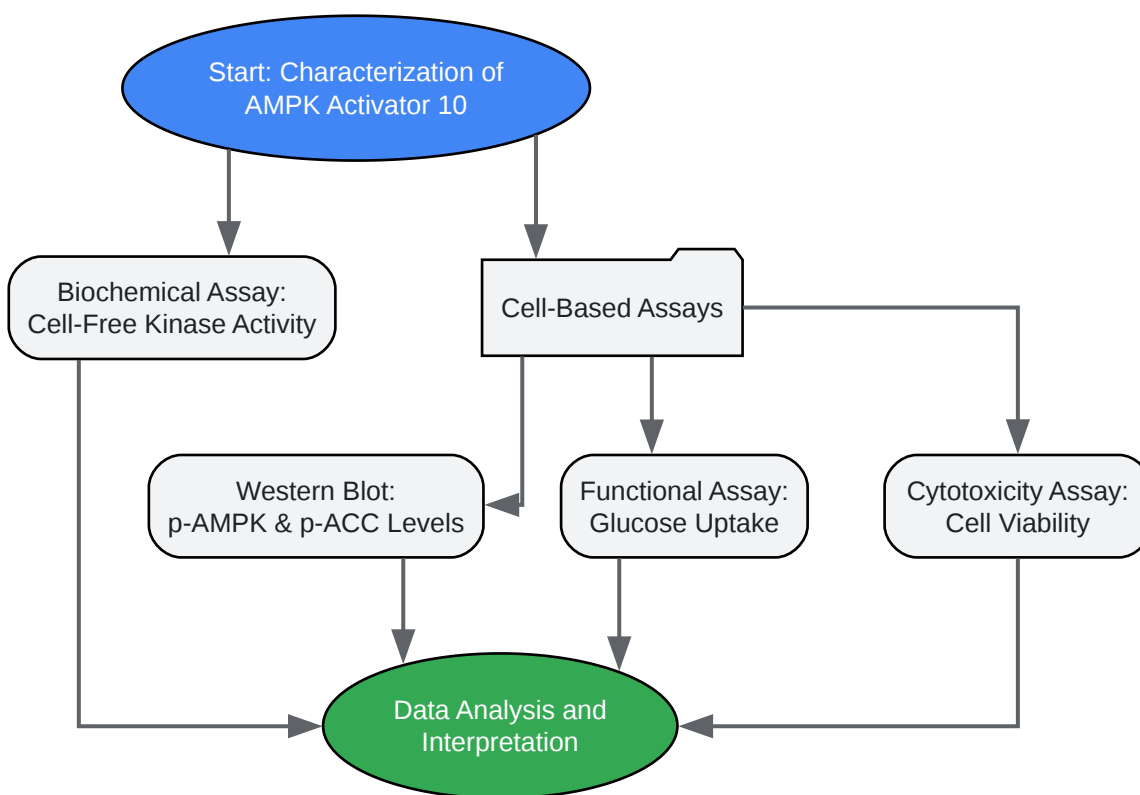 Start: Characterization of
AMPK Activator 10
Biochemical Assay:
Cell-Free Kinase Activity
Cell-Based Assays
Western Blot:
p-AMPK & p-ACC Levels
Functional Assay:
Glucose Uptake
Cytotoxicity Assay:
Cell Viability
Data Analysis and
Interpretation